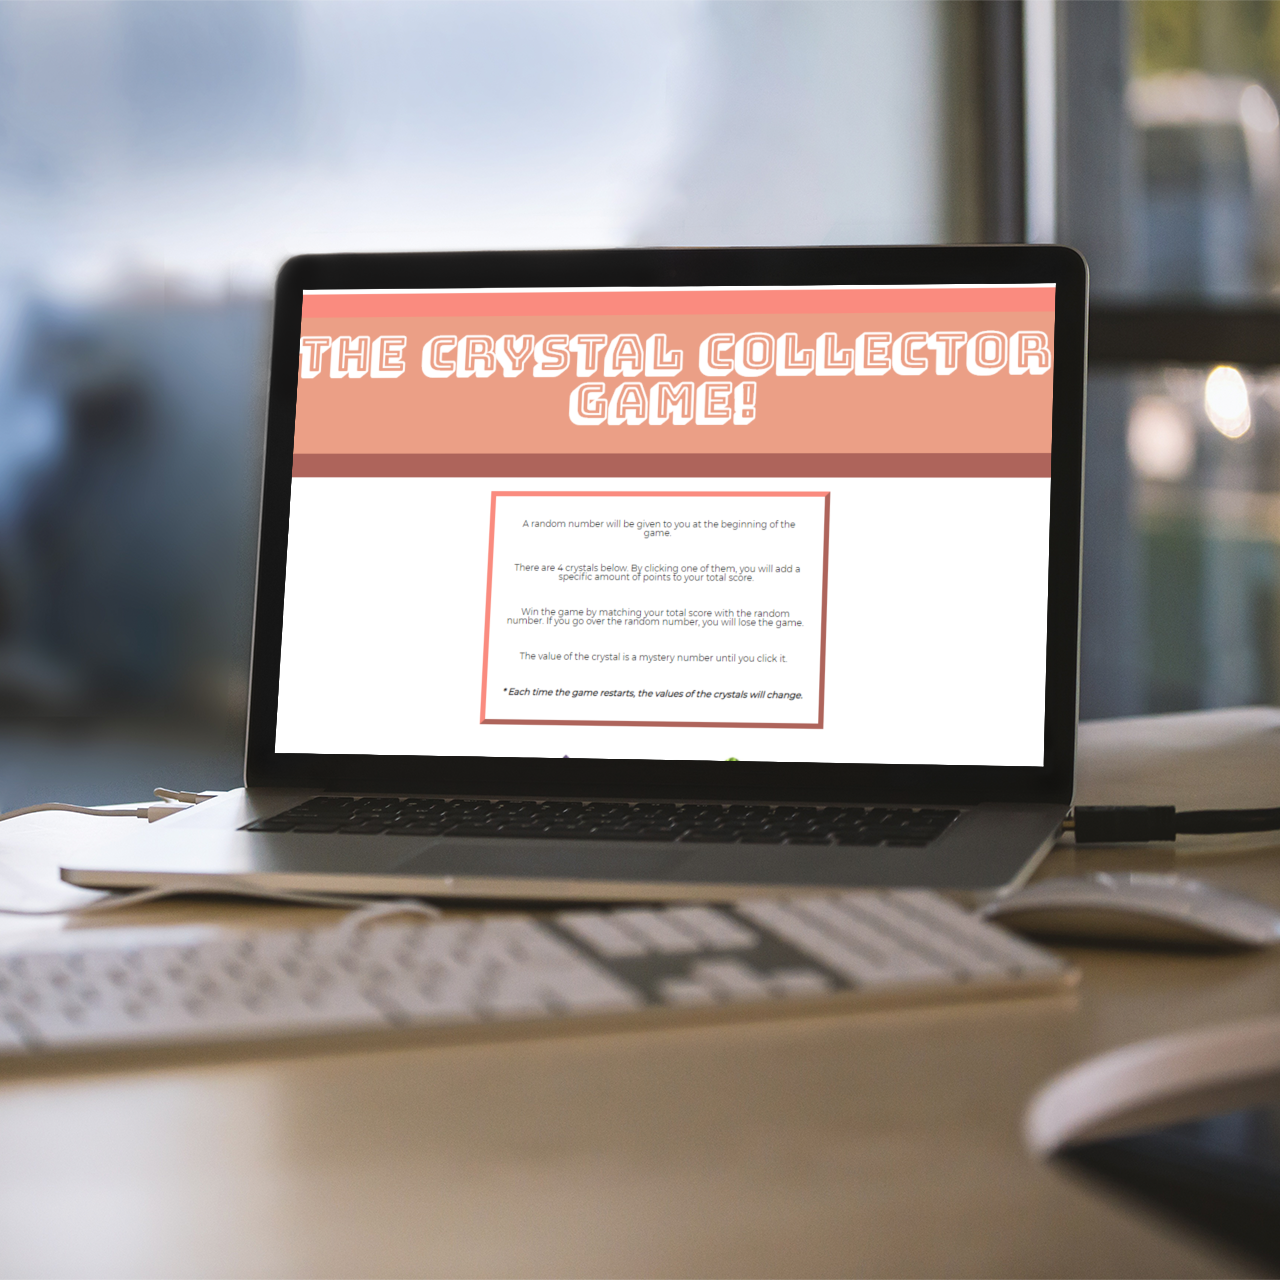 THE CRYSTAL COLLECTOR
GAME!
A random number will be given to you at the beginning of the
game.
There are 4 crystals below. By clicking one of them, you will add a
specific amount of points to your total score.
Win the game by matching your total score with the random
number. If you go over the random number, you will lose the game.
The value of the crystal is a mystery number until you click it.
* Each time the game restarts, the values of the crystals will change.